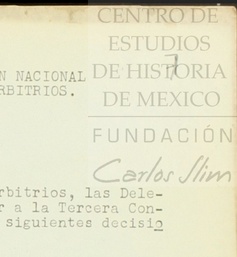 CENTRO DE
ESTUDIOS
N NACIONAL DE HISTORIA
RBITRIOS. DE MEXICO
7
FUNDACIÓN
Carlos Slim
rbitrios, las Dele-
r a la Tercera Con-
siguientes decisio